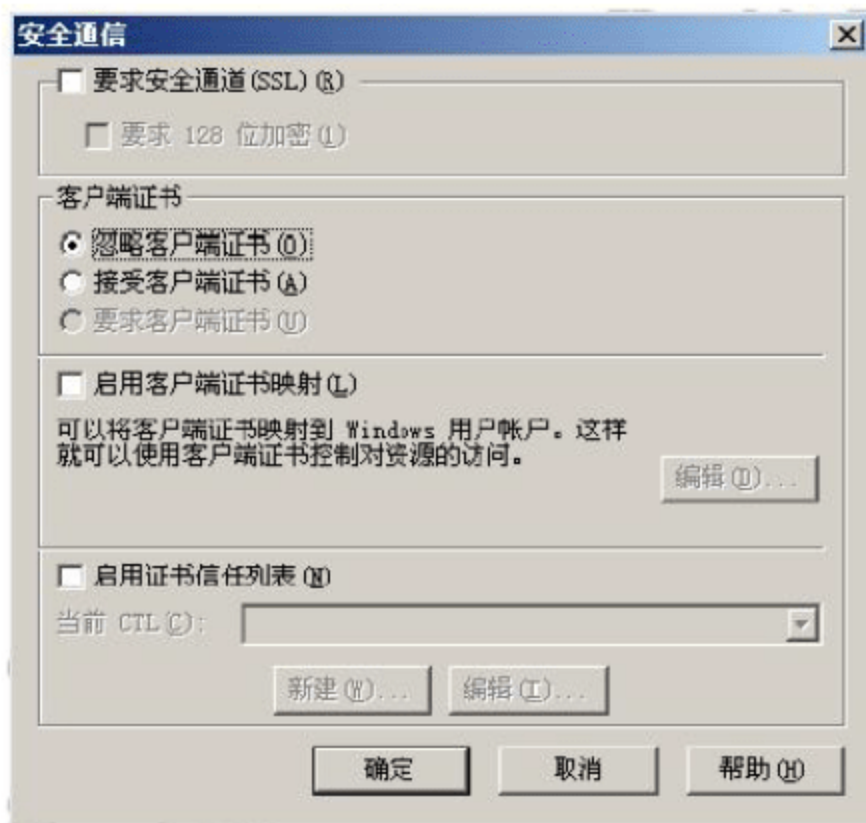 安全通信
要求安全通道(SSL)(R)
要求 128 位加密(1)
客户端证书
忽略客户端证书(O)
接受客户端证书(A)
要求客户端证书(U)
启用客户端证书映射(L)
可以将客户端证书映射到 Windows 用户帐户。这样
就可以使用客户端证书控制对资源的访问。
编辑(D)...
启用证书信任列表(N)
当前 CTL(C):
新建(W)... 编辑(I)...
确定 取消 帮助(H)